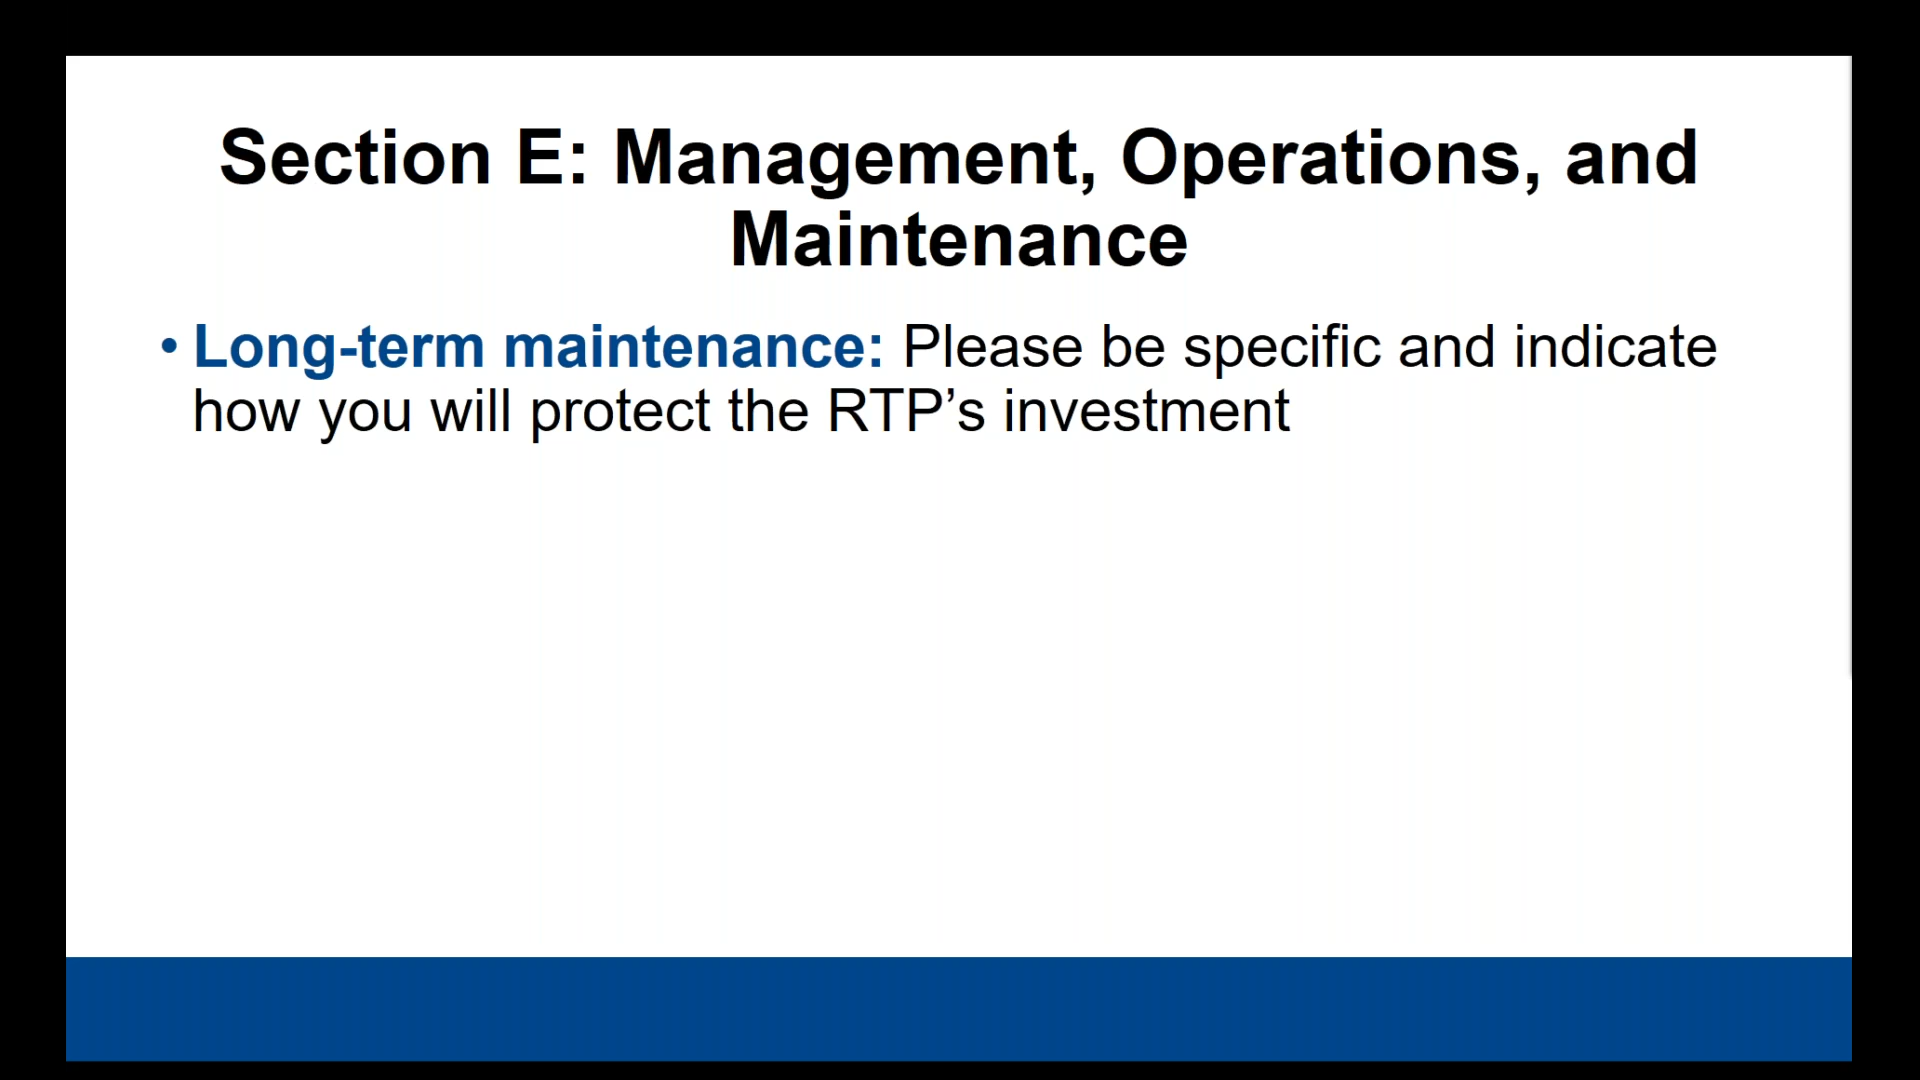 Section E: Management, Operations, and
Maintenance
• Long-term maintenance: Please be specific and indicate
how you will protect the RTP’s investment